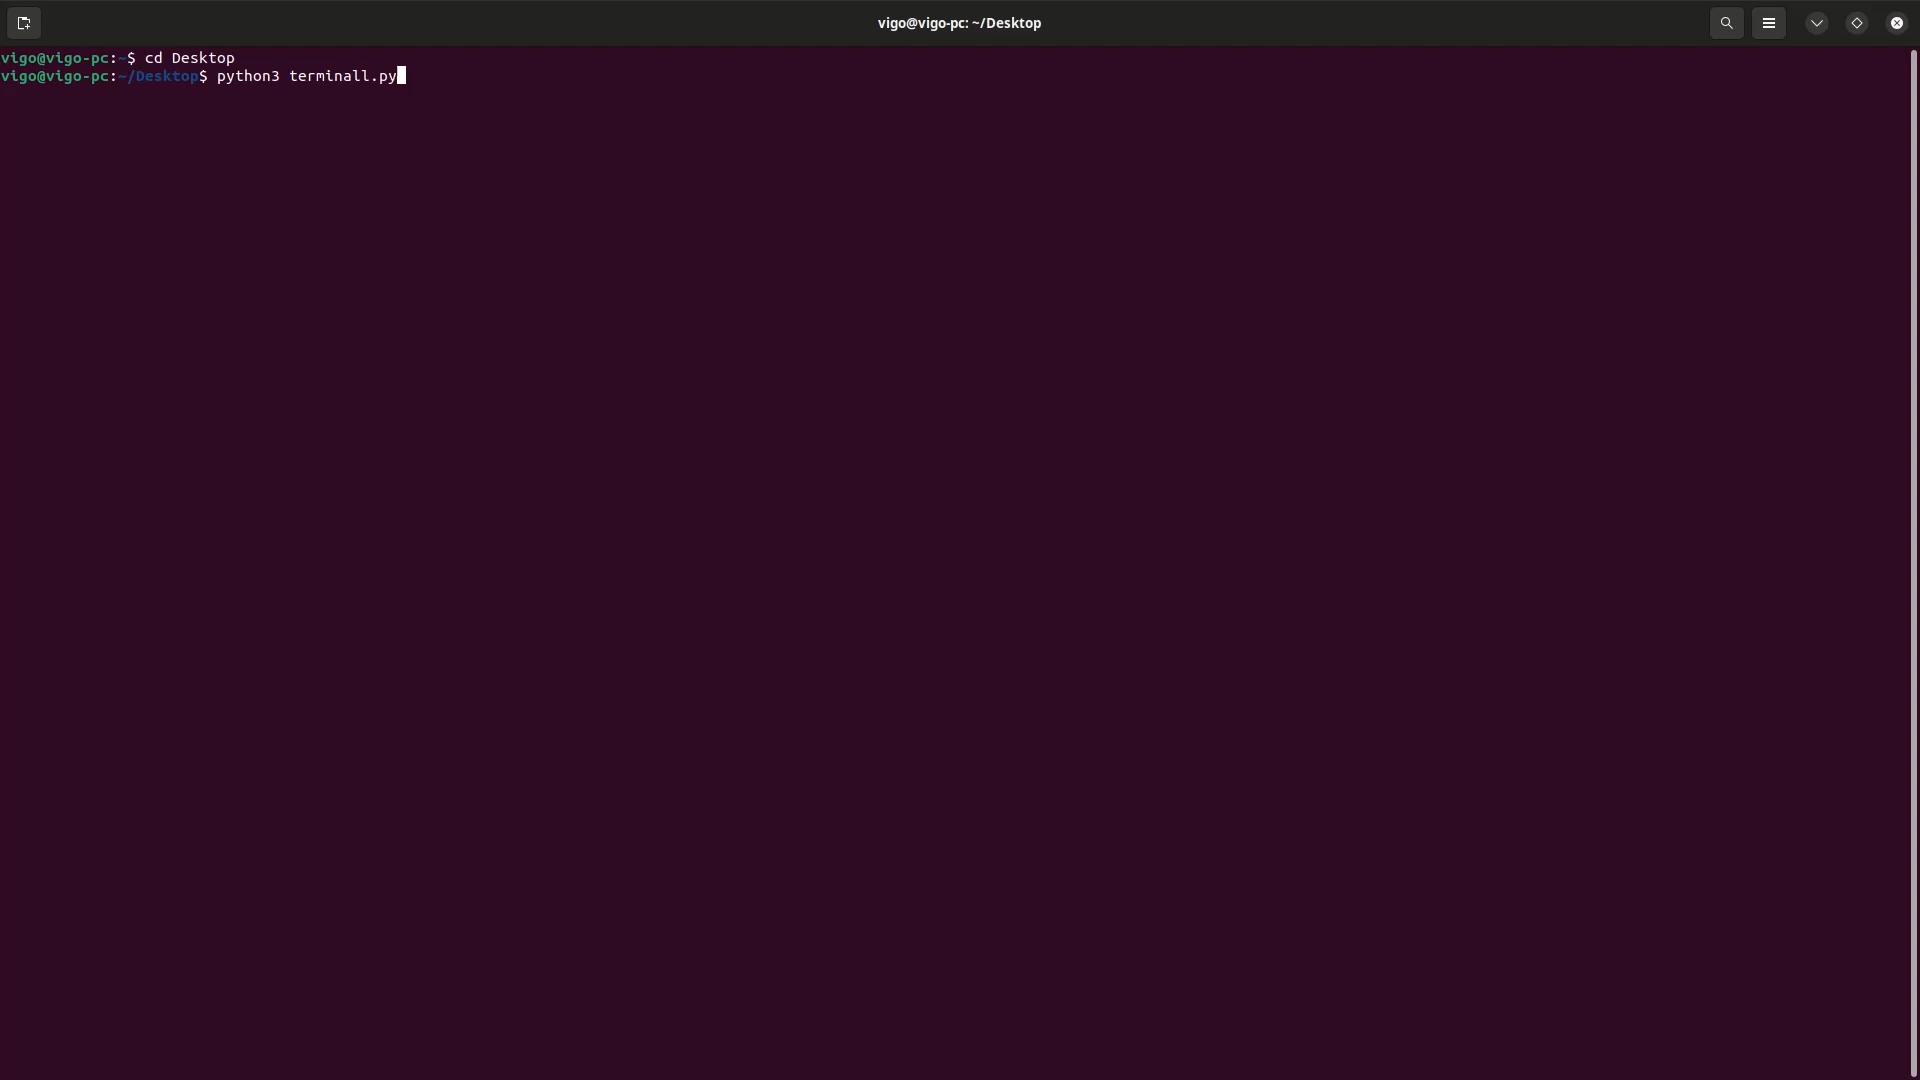 vigo@vigo-pc: ~/Desktop
vigo@vigo-pc:~$ cd Desktop
vigo@vigo-pc:~/Desktop$ python3 terminall.py